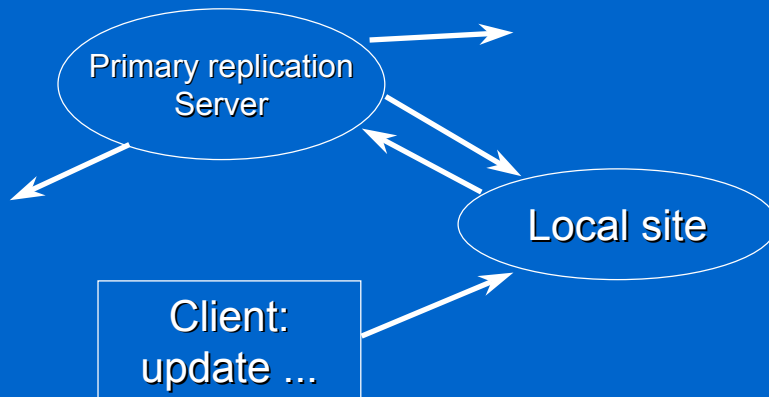 Primary replication
Server
Local site
Client:
update ...